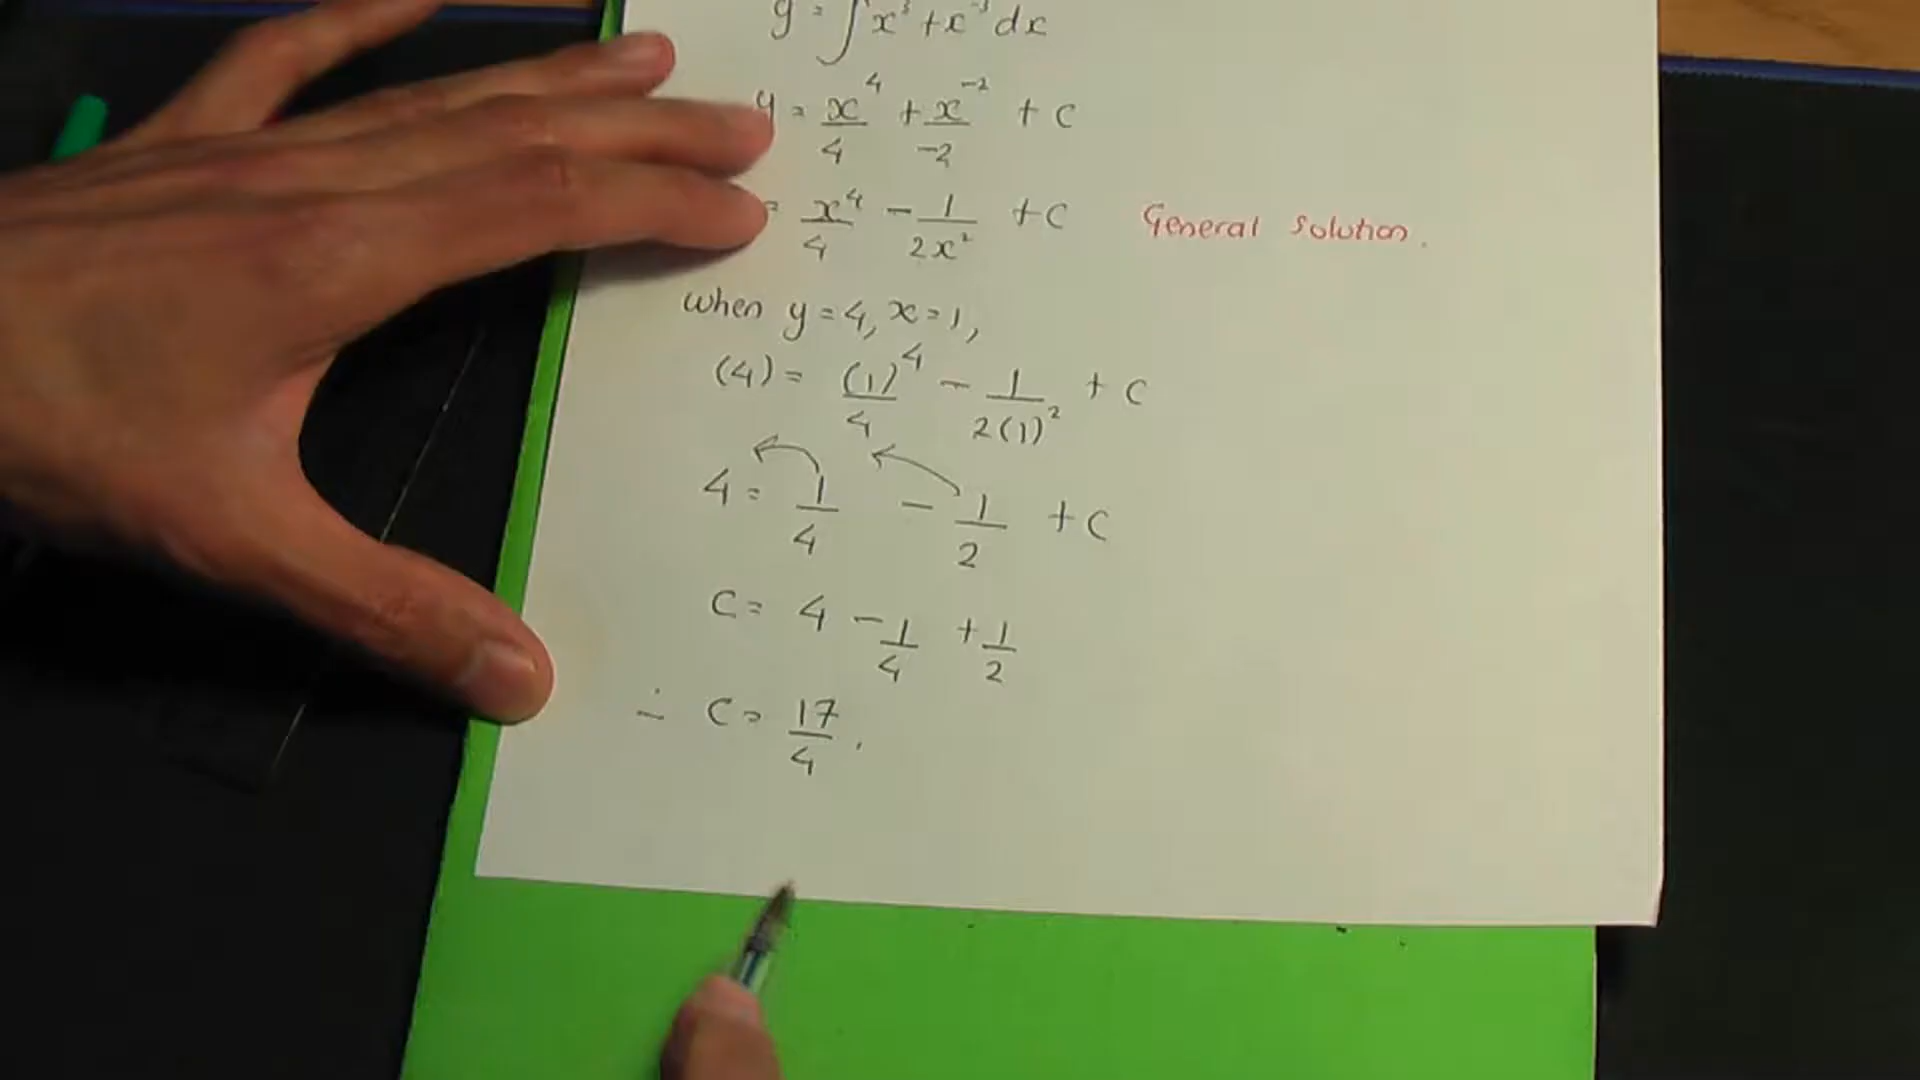 y = ∫ x³ + x⁻³ dx
y = x⁴/4 + x⁻²/-2 + c
= x⁴/4 - 1/2x² + c General solution.
when y = 4, x = 1,
(4) = (1)⁴/4 - 1/2(1)² + c
4 = 1/4 - 1/2 + c
c = 4 - 1/4 + 1/2
∴ c = 17/4.